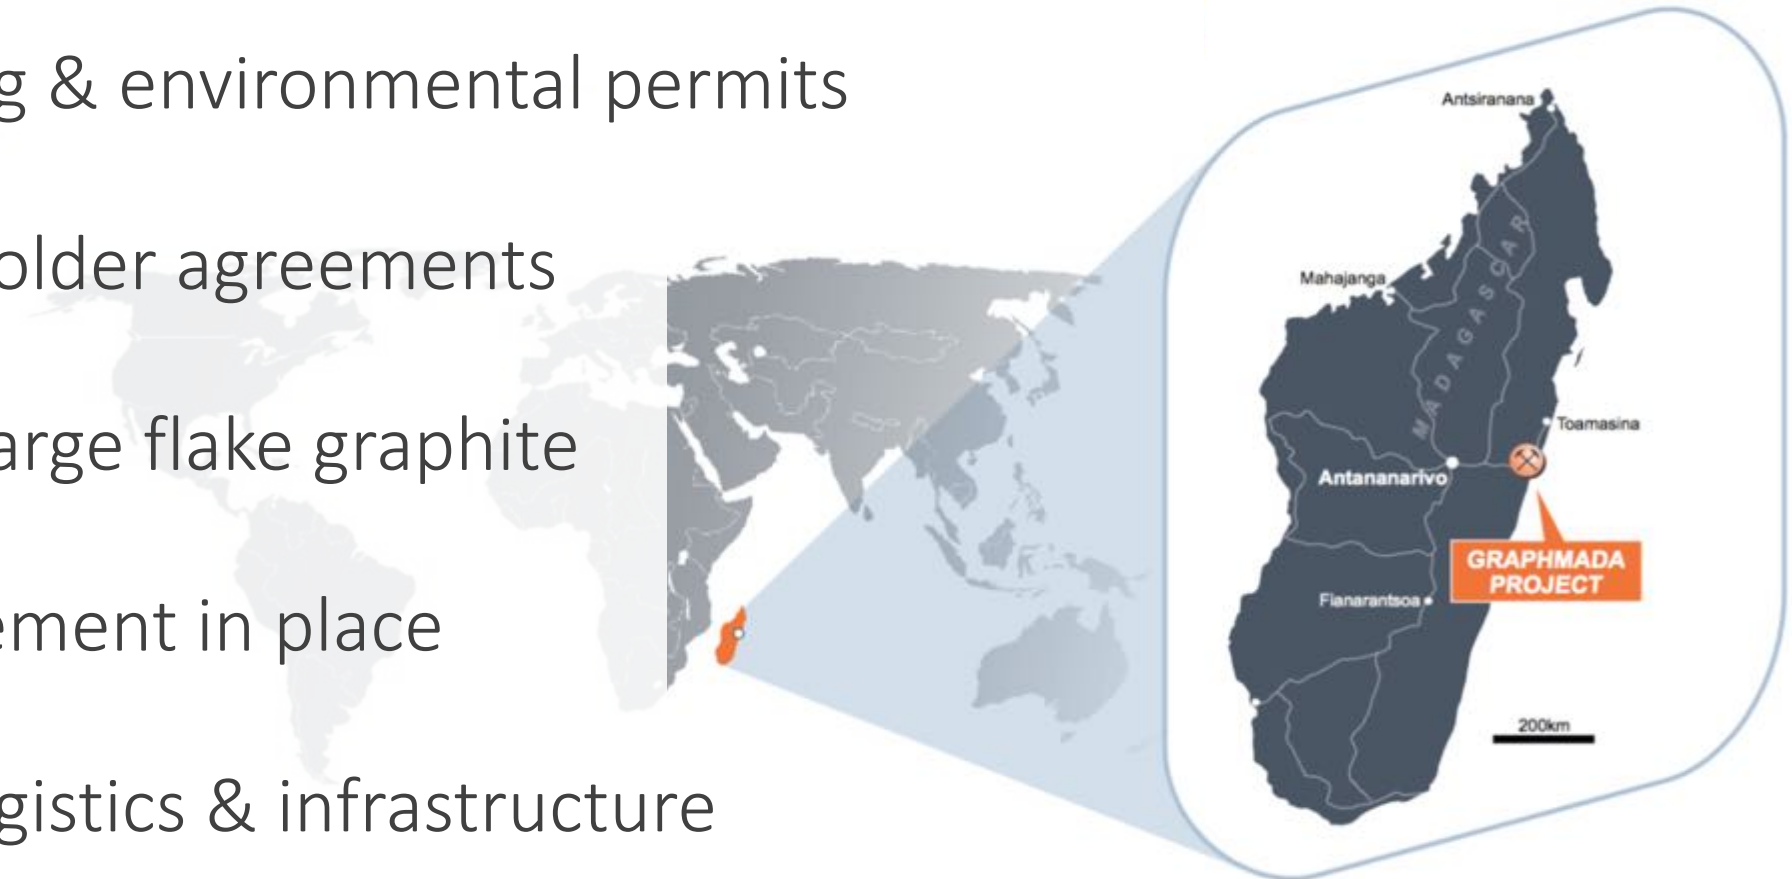 g & environmental permits
older agreements
arge flake graphite
ement in place
gistics & infrastructure
Antsiranana
Mahajanga
MADAGASCAR
Toamasina
Antananarivo
GRAPHMADA
PROJECT
Fianarantsoa
200km